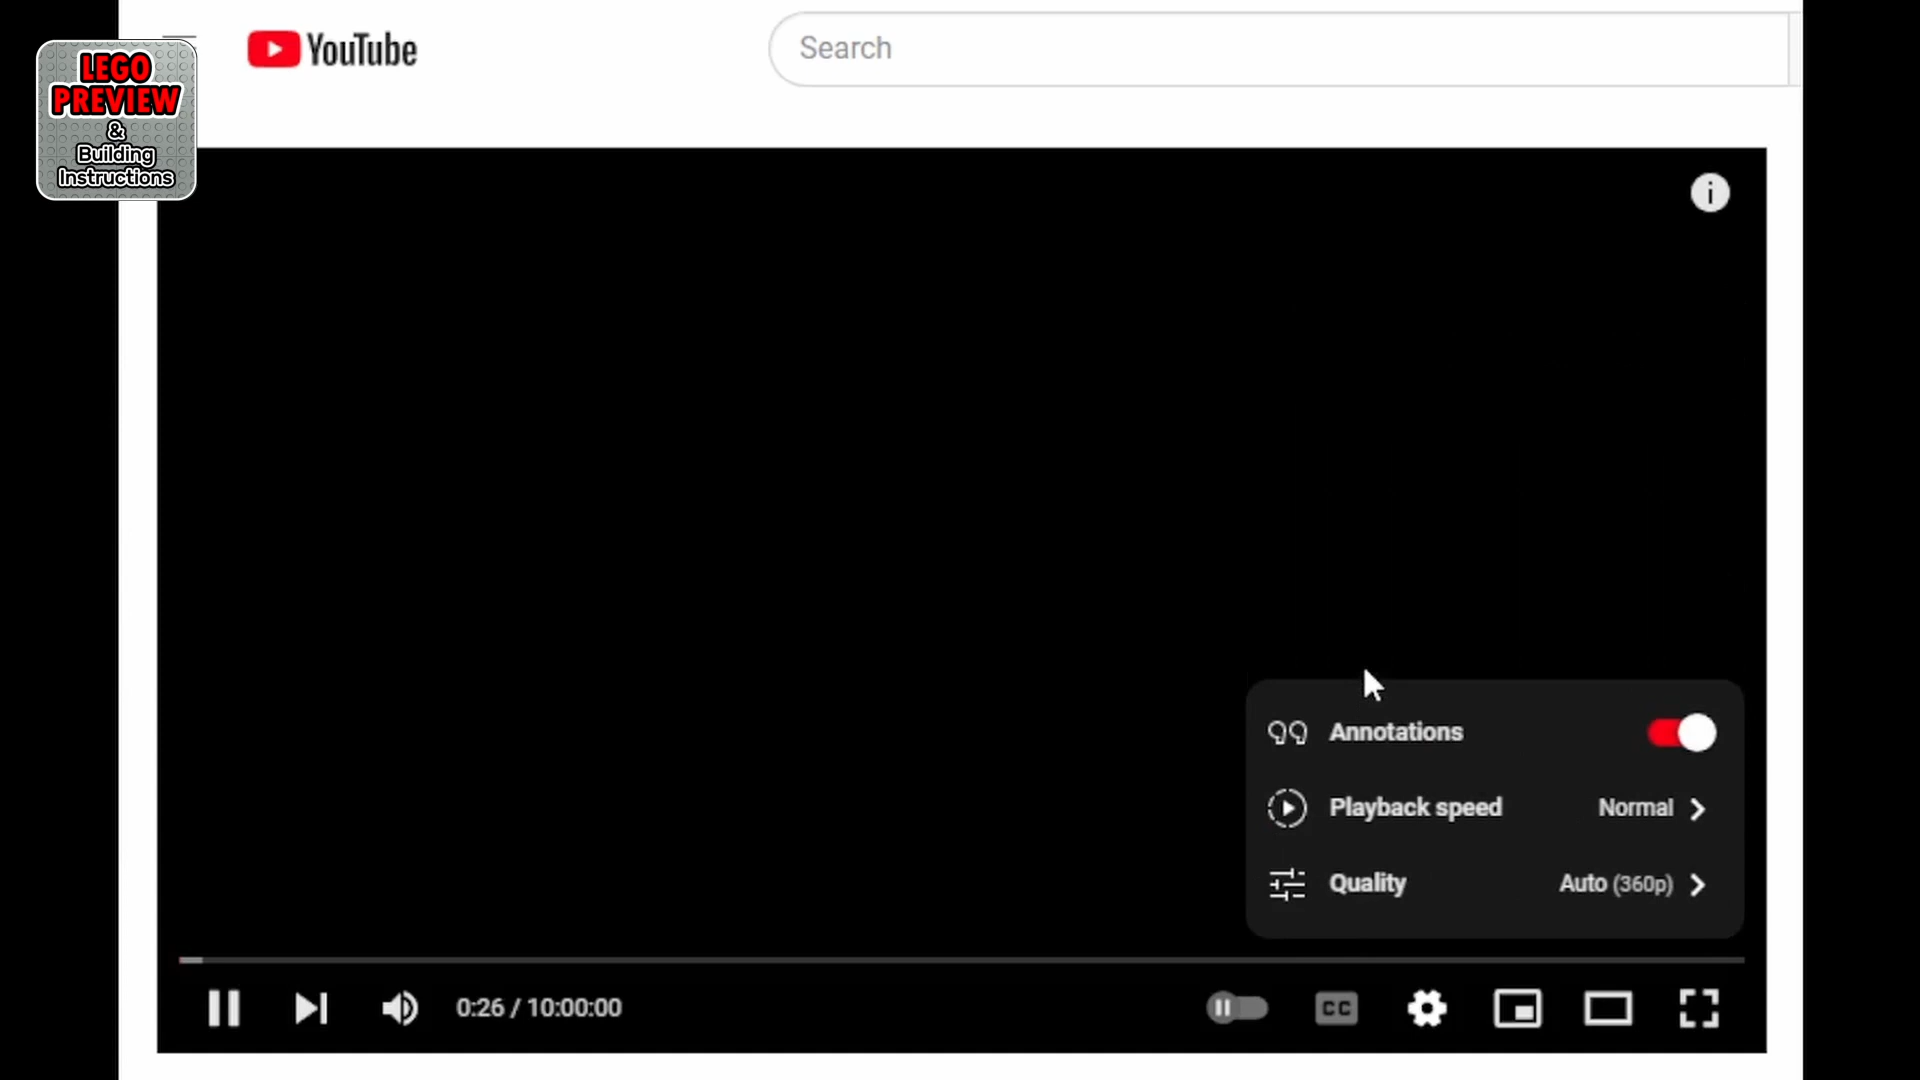 LEGO
PREVIEW
&
Building
Instructions
YouTube
Search
i
Annotations
Playback speed Normal
Quality Auto (360p)
0:26 / 10:00:00
CC